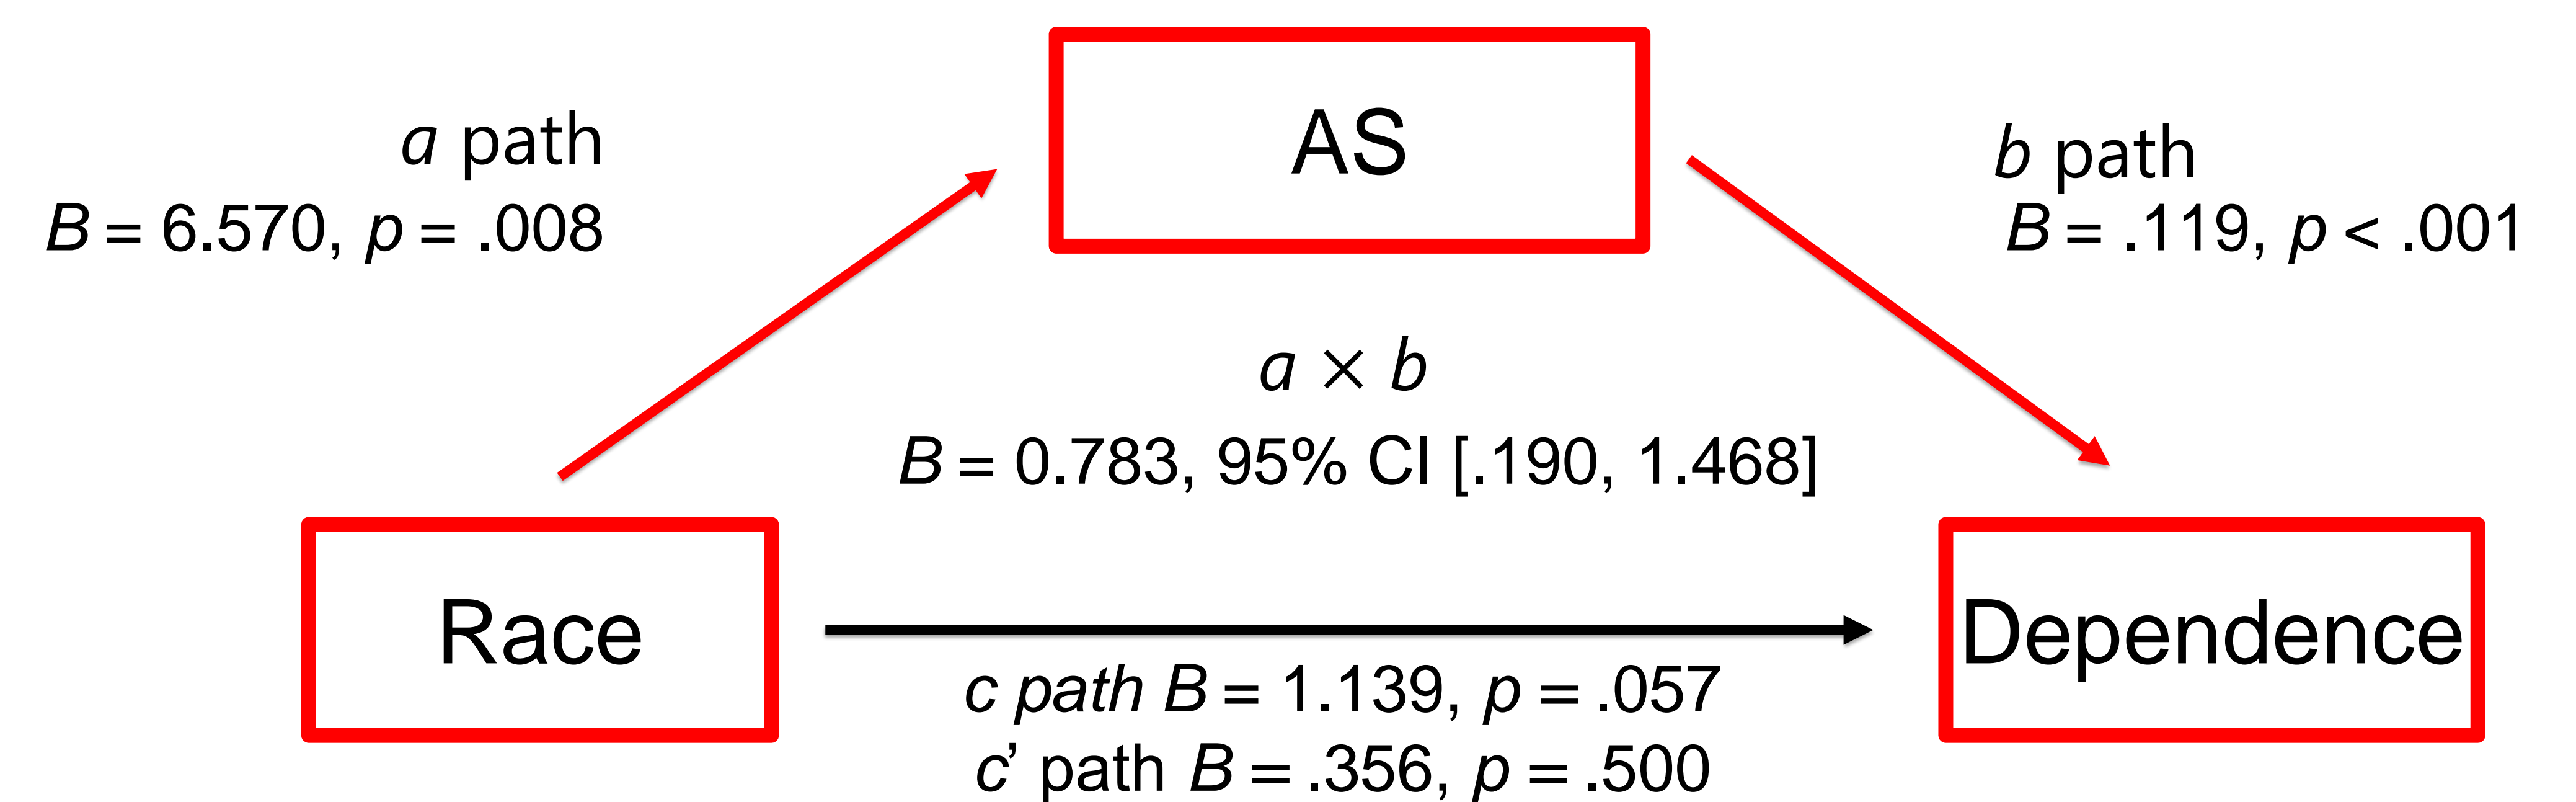 AS
a path
B = 6.570, p = .008
b path
B = .119, p < .001
a × b
B = 0.783, 95% CI [.190, 1.468]
Race
Dependence
c path B = 1.139, p = .057
c’ path B = .356, p = .500